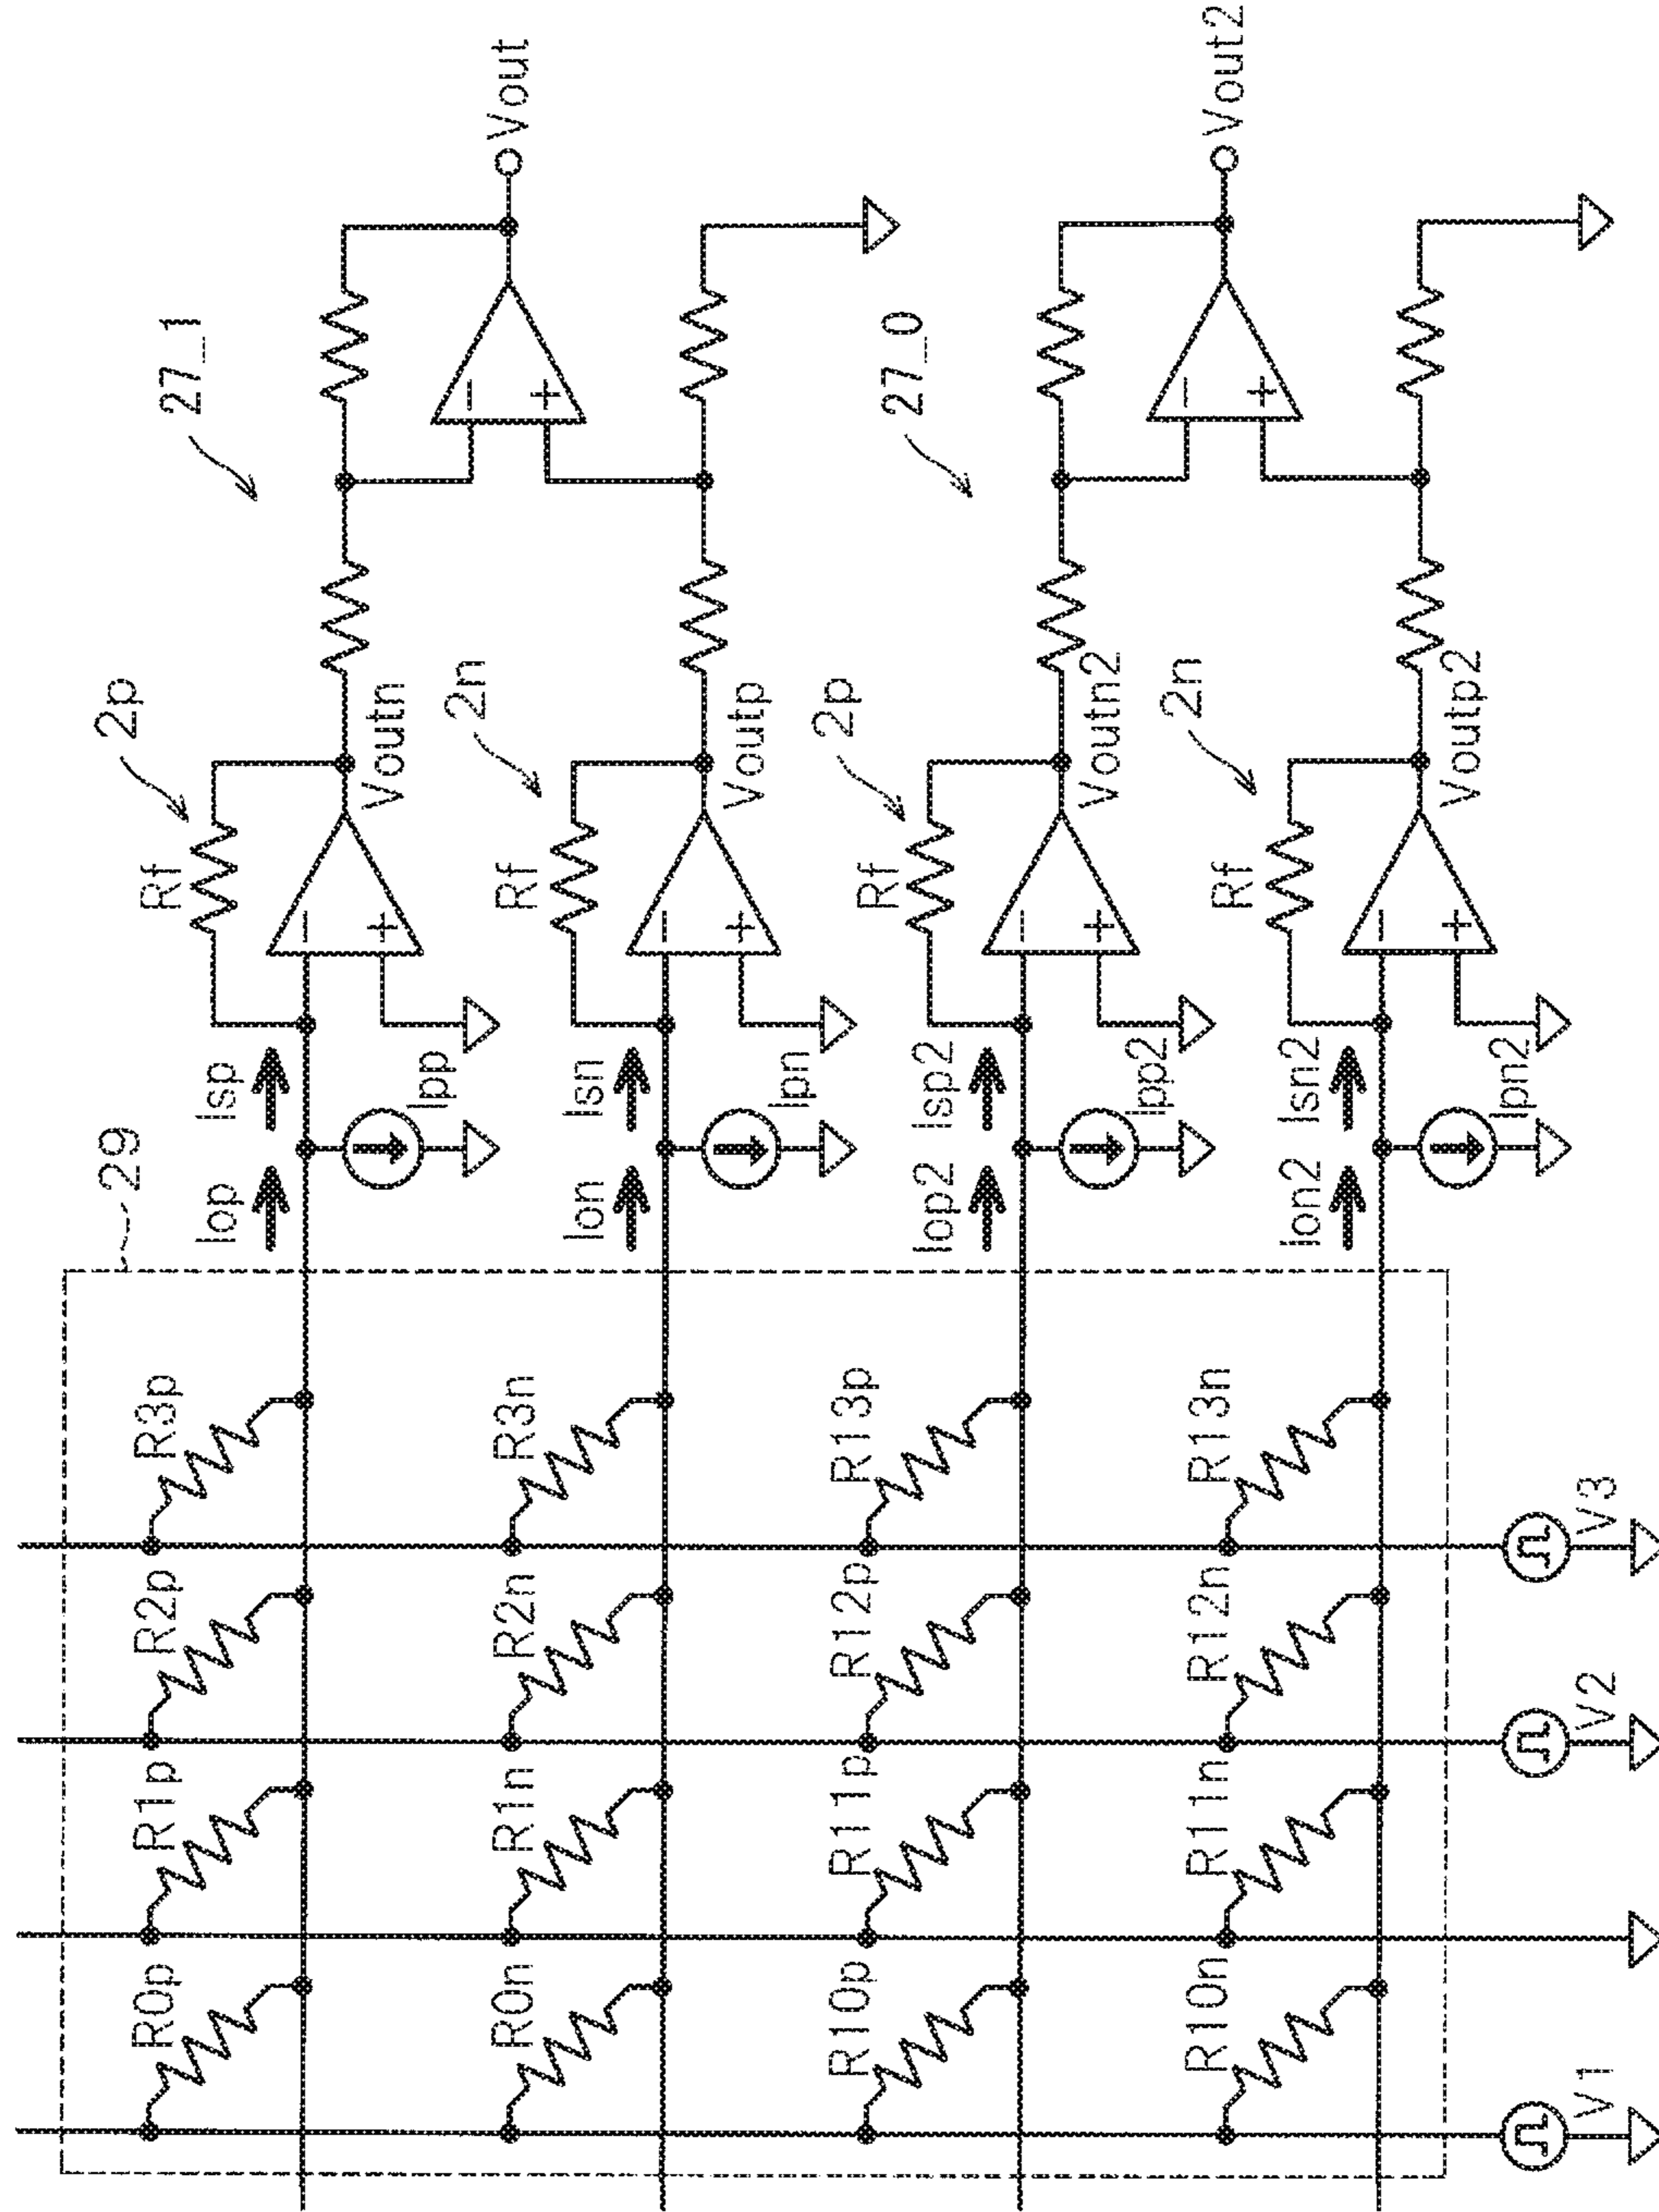 29
27_1
Vout
R0p R1p R2p R3p
Iop Isp
Ipp
Rf
2p
−
+
Voutn
−
+
R0n R1n R2n R3n
Ion Isn
Ipn
Rf
2n
−
+
Voutp
27_0
Vout2
R10p R11p R12p R13p
Iop2 Isp2
Ipp2
Rf
2p
−
+
Voutn2
−
+
R10n R11n R12n R13n
Ion2 Isn2
Ipn2
Rf
2n
−
+
Voutp2
V1 V2 V3